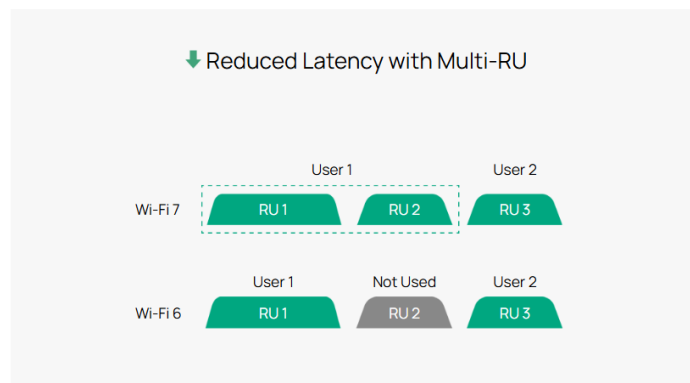 Reduced Latency with Multi-RU
User 1 User 2
Wi-Fi 7 RU 1 RU 2 RU 3
User 1 Not Used User 2
Wi-Fi 6 RU 1 RU 2 RU 3